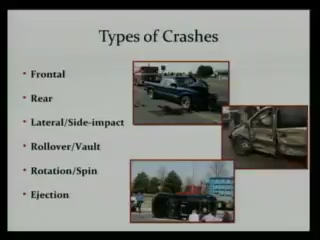 Types of Crashes
• Frontal
• Rear
• Lateral/Side-impact
• Rollover/Vault
• Rotation/Spin
• Ejection